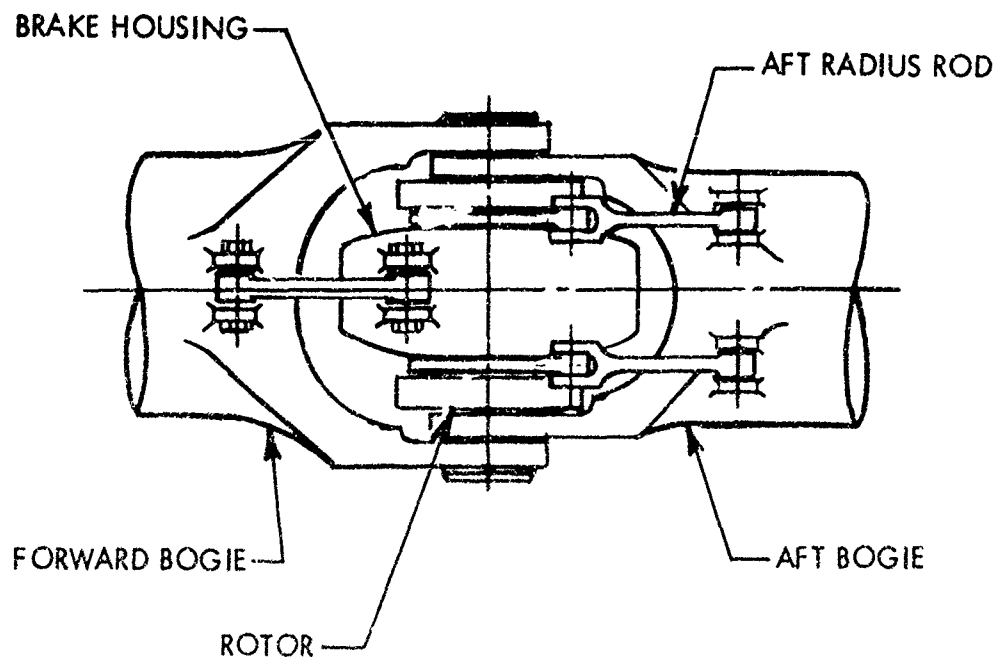 BRAKE HOUSING
AFT RADIUS ROD
FORWARD BOGIE
AFT BOGIE
ROTOR